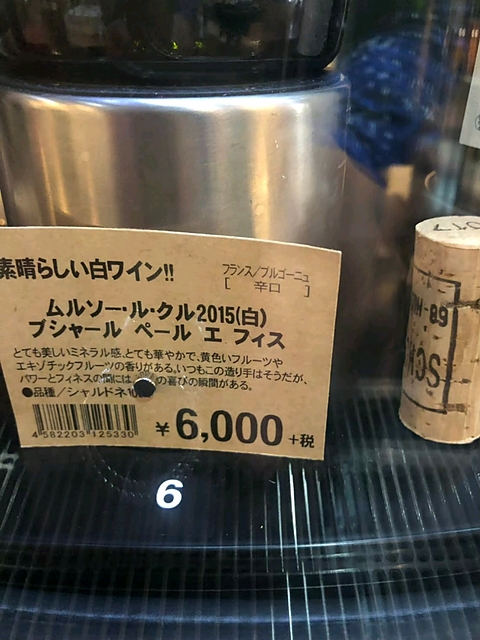 素晴らしい白ワイン!!
フランス/ブルゴーニュ
[ 辛口 ]
ムルソー・ル・クル2015(白)
ブシャール ペール エ フィス
とても美しいミネラル感、とても華やかで、黄色いフルーツや
エキゾチックフルーツの香りがある。いつもこの造り手はそうだが、
パワーとフィネスの間には の喜びの瞬間がある。
●品種/シャルドネ
4582203125330
¥6,000+税
6